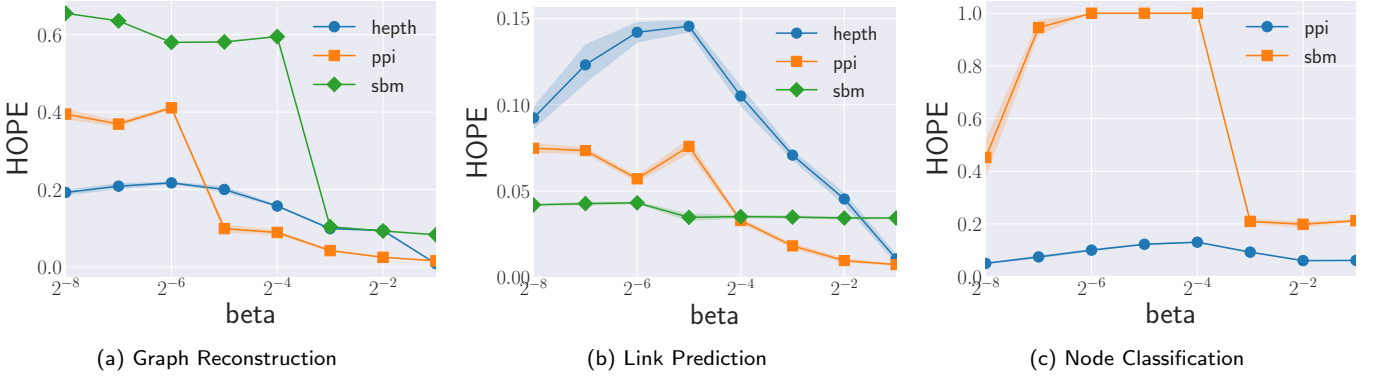 HOPE
0.6
0.4
0.2
0.0
hepth
ppi
sbm
2⁻⁸
2⁻⁶
2⁻⁴
2⁻²
beta
(a) Graph Reconstruction
HOPE
0.15
0.10
0.05
0.00
hepth
ppi
sbm
2⁻⁸
2⁻⁶
2⁻⁴
2⁻²
beta
(b) Link Prediction
HOPE
1.0
0.8
0.6
0.4
0.2
0.0
ppi
sbm
2⁻⁸
2⁻⁶
2⁻⁴
2⁻²
beta
(c) Node Classification